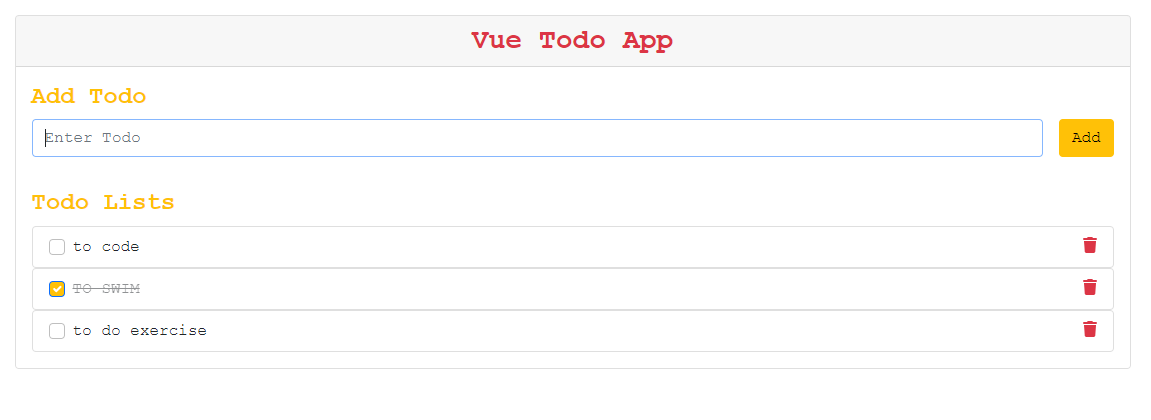 Vue Todo App
Add Todo
Enter Todo
Add
Todo Lists
to code
TO SWIM
to do exercise